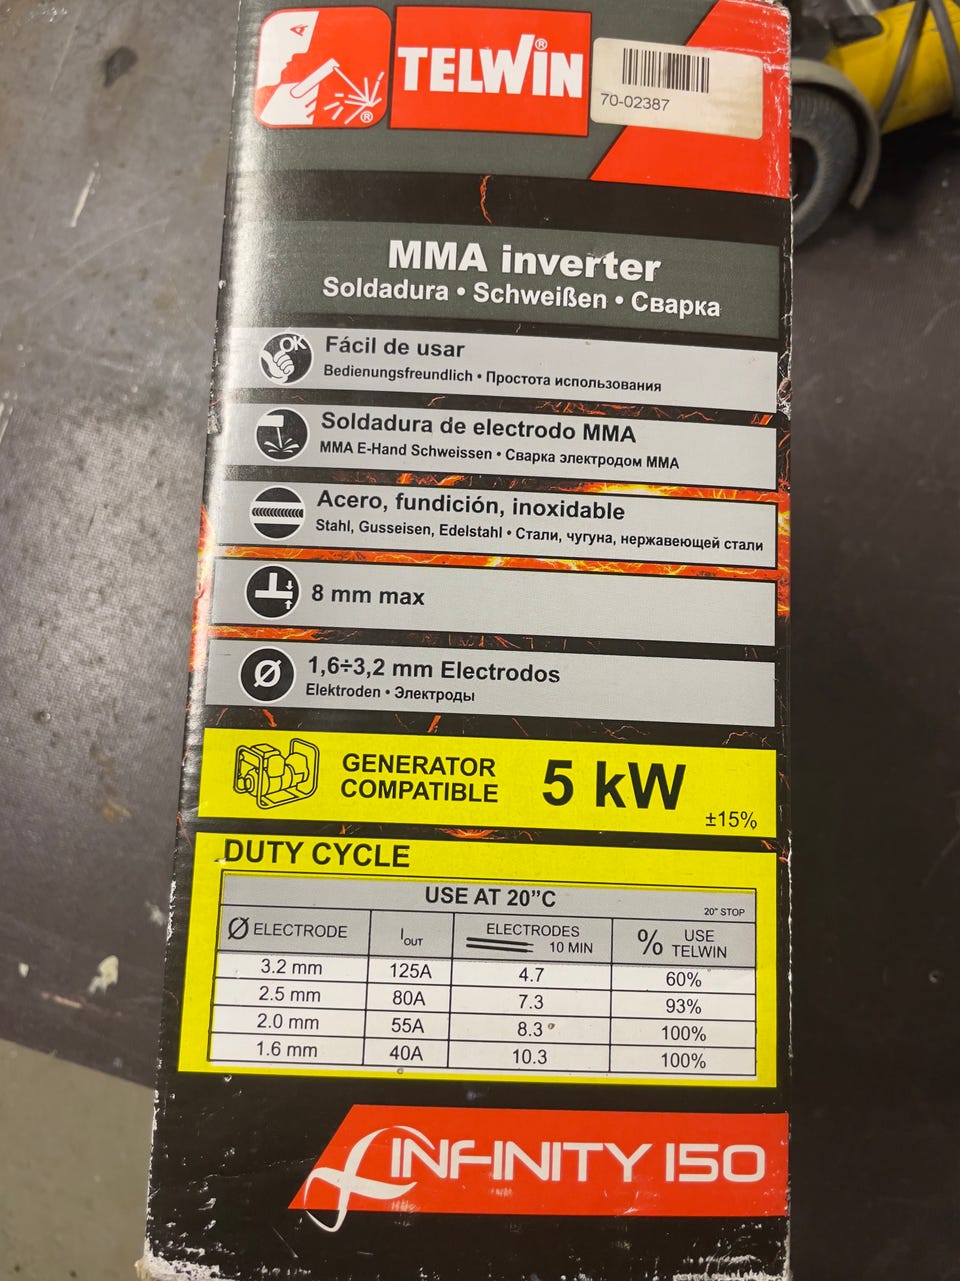 TELWIN®
70-02387
®
MMA inverter
Soldadura • Schweißen • Сварка
OK
Fácil de usar
Bedienungsfreundlich • Простота использования
Soldadura de electrodo MMA
MMA E-Hand Schweissen • Сварка электродом ММА
Acero, fundición, inoxidable
Stahl, Gusseisen, Edelstahl • Стали, чугуна, нержавеющей стали
8 mm max
Ø 1,6÷3,2 mm Electrodos
Elektroden • Электроды
GENERATOR
COMPATIBLE
5 kW
±15%
DUTY CYCLE
USE AT 20”C
20" STOP
Ø ELECTRODE I OUT ELECTRODES 10 MIN % USE TELWIN
3.2 mm 125A 4.7 60%
2.5 mm 80A 7.3 93%
2.0 mm 55A 8.3 100%
1.6 mm 40A 10.3 100%
INFINITY 150